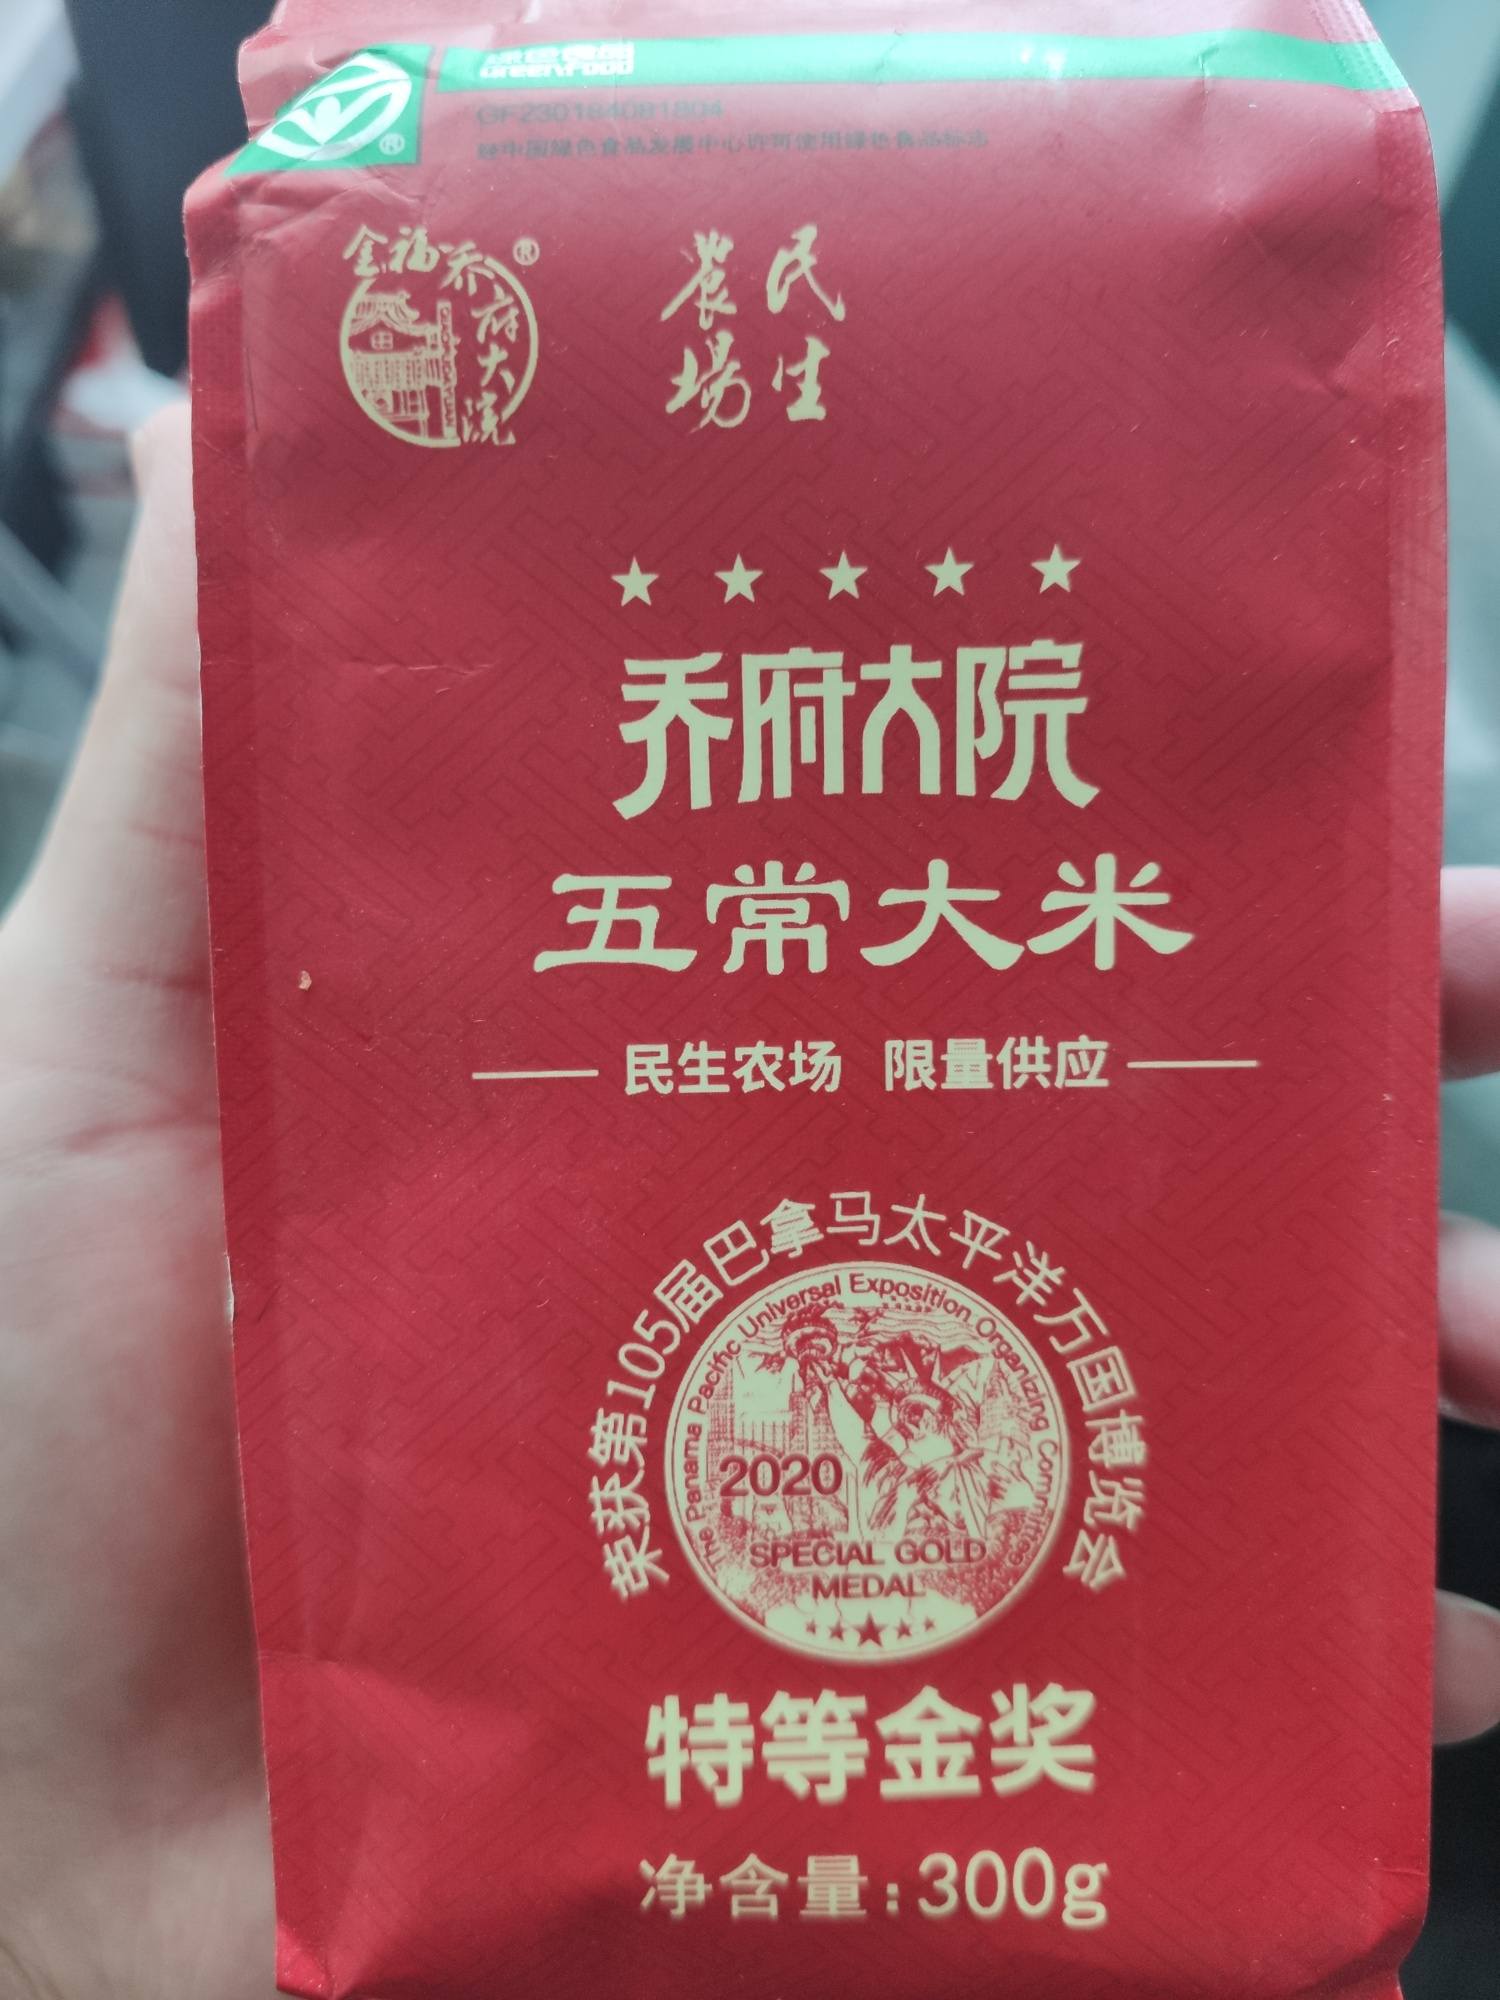 绿色食品
GreenFood
GF230184081804
经中国绿色食品发展中心许可使用绿色食品标志
金福乔府大院
QIAOFUDAYUAN
民生
農場
乔府大院
五常大米
民生农场 限量供应
荣获第105届巴拿马太平洋万国博览会
The Panama Pacific Universal Exposition Organizing Committee
2020
SPECIAL GOLD
MEDAL
特等金奖
净含量:300g